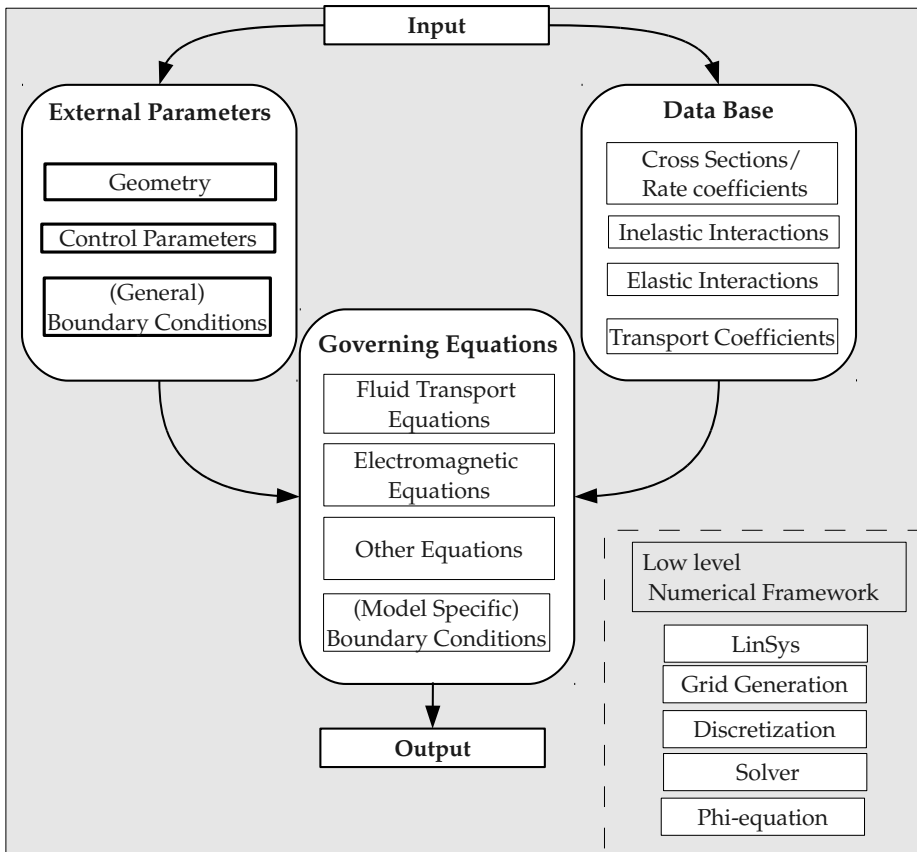 Input
External Parameters
Geometry
Control Parameters
(General)
Boundary Conditions
Data Base
Cross Sections/
Rate coefficients
Inelastic Interactions
Elastic Interactions
Transport Coefficients
Governing Equations
Fluid Transport
Equations
Electromagnetic
Equations
Other Equations
(Model Specific)
Boundary Conditions
Output
Low level
Numerical Framework
LinSys
Grid Generation
Discretization
Solver
Phi-equation